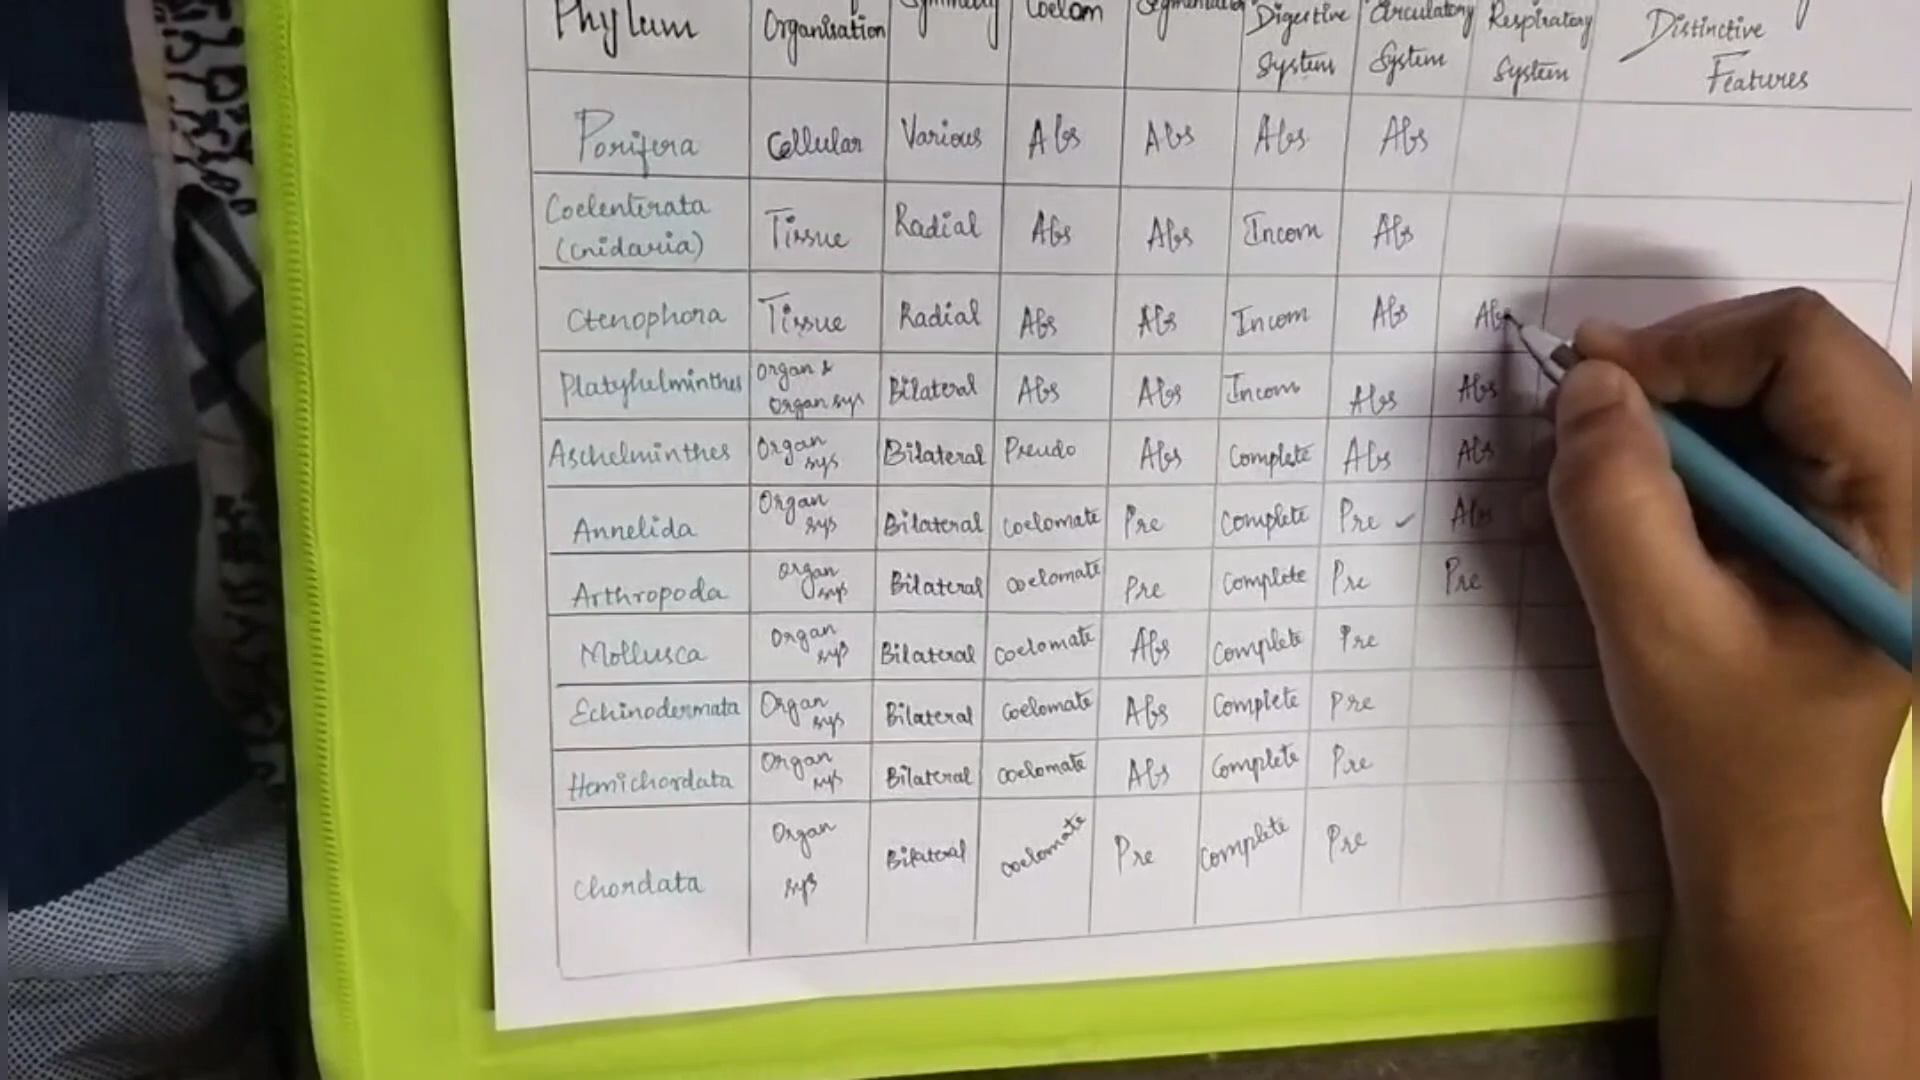 Phylum Organisation Symmetry Coelom Segmentation Digestive System Circulatory System Respiratory System Distinctive Features
Porifera Cellular Various Abs Abs Abs Abs
Coelenterata (Cnidaria) Tissue Radial Abs Abs Incom Abs
Ctenophora Tissue Radial Abs Abs Incom Abs Abs
Platyhelminthes Organ & Organ sys Bilateral Abs Abs Incom Abs Abs
Aschelminthes Organ sys Bilateral Pseudo Abs Complete Abs Abs
Annelida Organ sys Bilateral Coelomate Pre Complete Pre ✓ Abs
Arthropoda Organ sys Bilateral Coelomate Pre Complete Pre Pre
Mollusca Organ sys Bilateral Coelomate Abs Complete Pre
Echinodermata Organ sys Bilateral Coelomate Abs Complete Pre
Hemichordata Organ sys Bilateral Coelomate Abs Complete Pre
Chordata Organ sys Bilateral Coelomate Pre Complete Pre